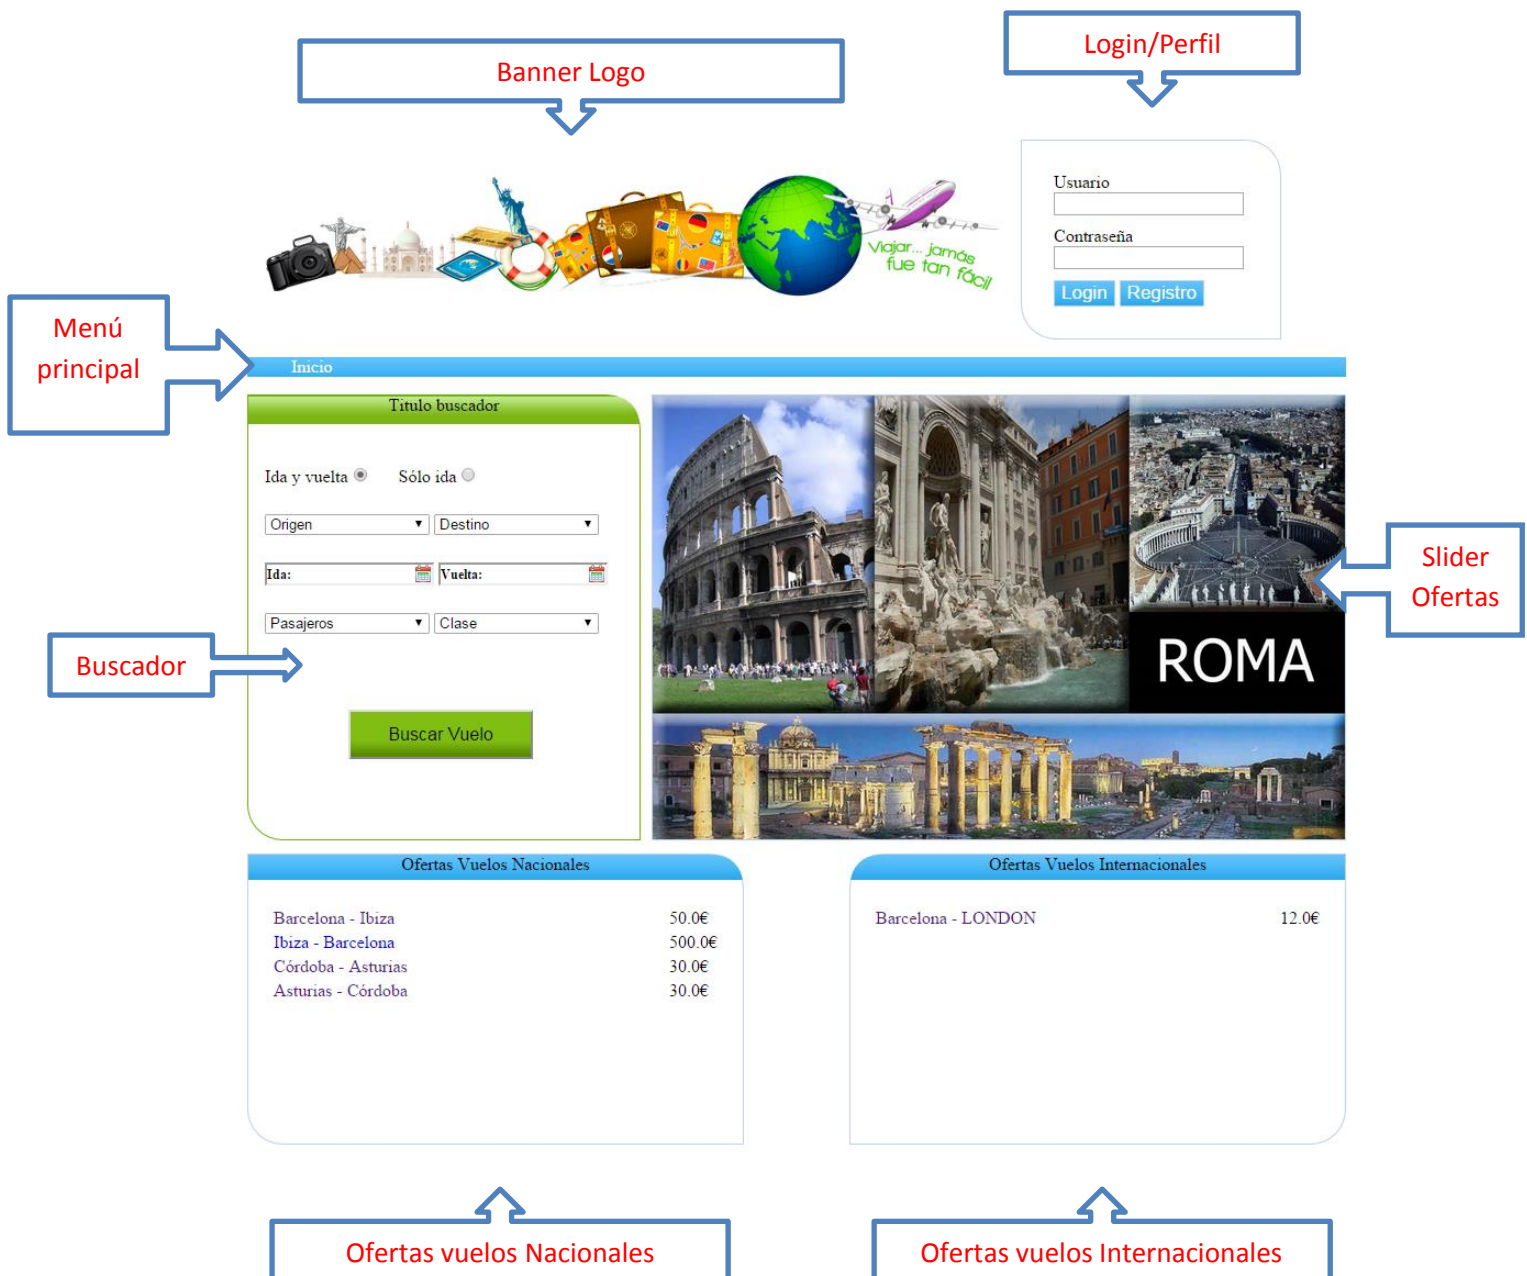 Banner Logo
Login/Perfil
Usuario
Contraseña
Login Registro
Viajar... jamás
fue tan fácil
Menú
principal
Inicio
Titulo buscador
Ida y vuelta Sólo ida
Origen Destino
Ida: Vuelta:
Pasajeros Clase
Buscador
Buscar Vuelo
ROMA
Slider
Ofertas
Ofertas Vuelos Nacionales
Barcelona - Ibiza 50.0€
Ibiza - Barcelona 500.0€
Córdoba - Asturias 30.0€
Asturias - Córdoba 30.0€
Ofertas Vuelos Internacionales
Barcelona - LONDON 12.0€
Ofertas vuelos Nacionales
Ofertas vuelos Internacionales